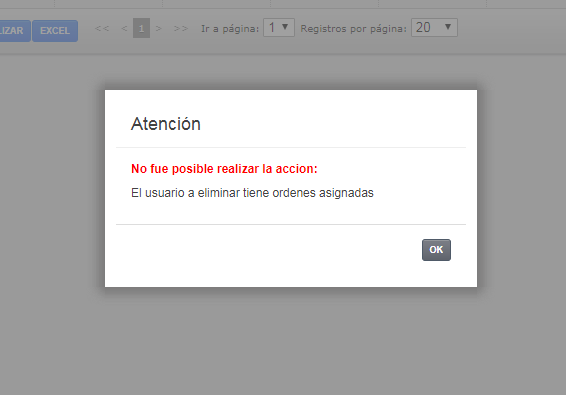 IZAR EXCEL << < 1 > >> Ir a página: 1 Registros por página: 20
Atención
No fue posible realizar la accion:
El usuario a eliminar tiene ordenes asignadas
OK